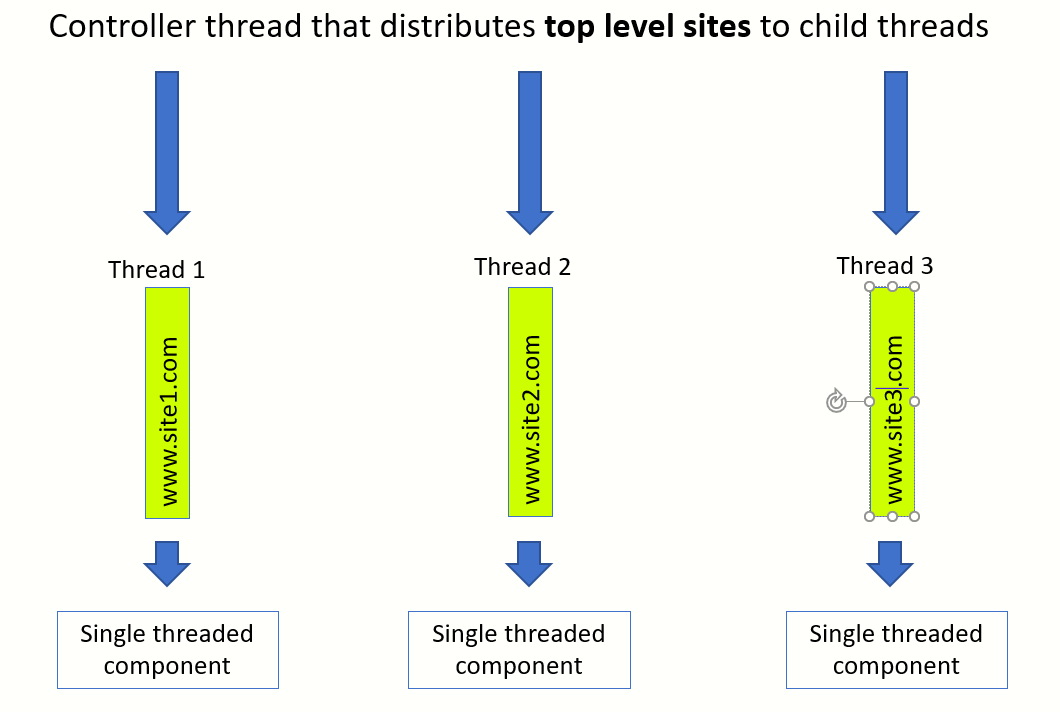 Controller thread that distributes top level sites to child threads
Thread 1
Thread 2
Thread 3
www.site1.com
www.site2.com
www.site3.com
Single threaded
component
Single threaded
component
Single threaded
component